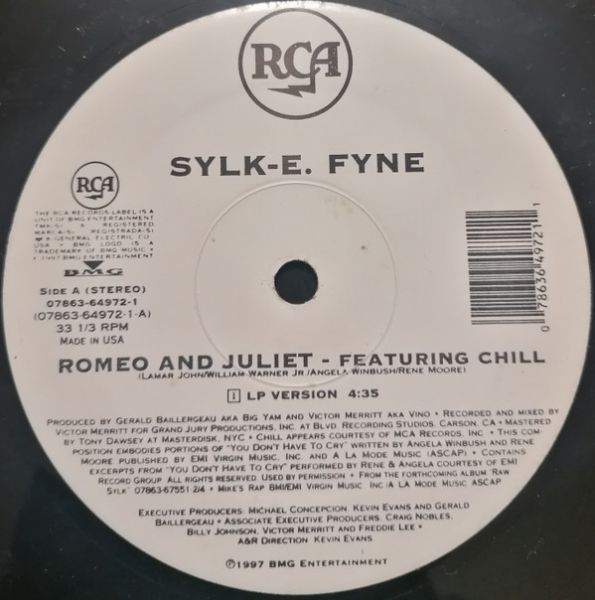 RCA
SYLK-E. FYNE
RCA
THE RCA RECORDS LABEL IS A
UNIT OF BMG ENTERTAINMENT
TMK-S) ® REGISTERED
MARCA-S) REGISTRADA-S)
GENERAL ELECTRIC, CO.
USA • BMG LOGO IS A
TRADEMARK OF BMG MUSIC •
1997 BMG ENTERTAINMENT
BMG
SIDE A (STEREO)
07863-64972-1
(07863-64972-1-A)
33 1/3 RPM
MADE IN USA
0 78636 49721 1
ROMEO AND JULIET - FEATURING CHILL
(LAMAR JOHN/WILLIAM WARNER JR./ANGELA WINBUSH/RENE MOORE)
1 LP VERSION 4:35
PRODUCED BY GERALD BAILLERGEAU AKA BIG YAM AND VICTOR MERRITT AKA VINO • RECORDED AND MIXED BY
VICTOR MERRITT FOR GRAND JURY PRODUCTIONS, INC. AT BLVD. RECORDING STUDIOS, CARSON, CA • MASTERED
BY TONY DAWSEY AT MASTERDISK, NYC • CHILL APPEARS COURTESY OF MCA RECORDS, INC. • THIS COM-
POSITION EMBODIES PORTIONS OF "YOU DON'T HAVE TO CRY" WRITTEN BY ANGELA WINBUSH AND RENE
MOORE PUBLISHED BY EMI VIRGIN MUSIC, INC. AND A LA MODE MUSIC (ASCAP) • CONTAINS
EXCERPTS FROM "YOU DON'T HAVE TO CRY" PERFORMED BY RENE & ANGELA COURTESY OF EMI
RECORD GROUP. ALL RIGHTS RESERVED. USED BY PERMISSION • FROM THE FORTHCOMING ALBUM "RAW
SYLK" 07863-67551 2/4 • MIKE'S RAP BMI/EMI VIRGIN MUSIC INC./A LA MODE MUSIC ASCAP
EXECUTIVE PRODUCERS: MICHAEL CONCEPCION, KEVIN EVANS AND GERALD
BAILLERGEAU • ASSOCIATE EXECUTIVE PRODUCERS: CRAIG NOBLES,
BILLY JOHNSON, VICTOR MERRITT AND FREDDIE LEE •
A&R DIRECTION: KEVIN EVANS
℗©1997 BMG ENTERTAINMENT